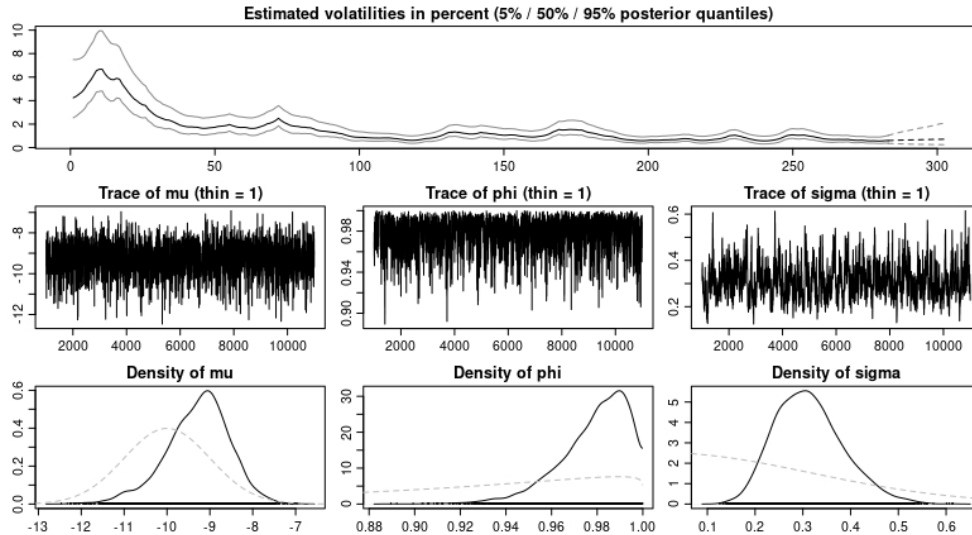 Estimated volatilities in percent (5% / 50% / 95% posterior quantiles)
0 2 4 6 8 10
0 50 100 150 200 250 300
Trace of mu (thin = 1) Trace of phi (thin = 1) Trace of sigma (thin = 1)
-12 -10 -8 0.90 0.94 0.98 0.2 0.4 0.6
2000 4000 6000 8000 10000 2000 4000 6000 8000 10000 2000 4000 6000 8000 10000
Density of mu Density of phi Density of sigma
0.0 0.2 0.4 0.6 0 10 20 30 0 1 2 3 4 5
-13 -12 -11 -10 -9 -8 -7 0.88 0.90 0.92 0.94 0.96 0.98 1.00 0.1 0.2 0.3 0.4 0.5 0.6